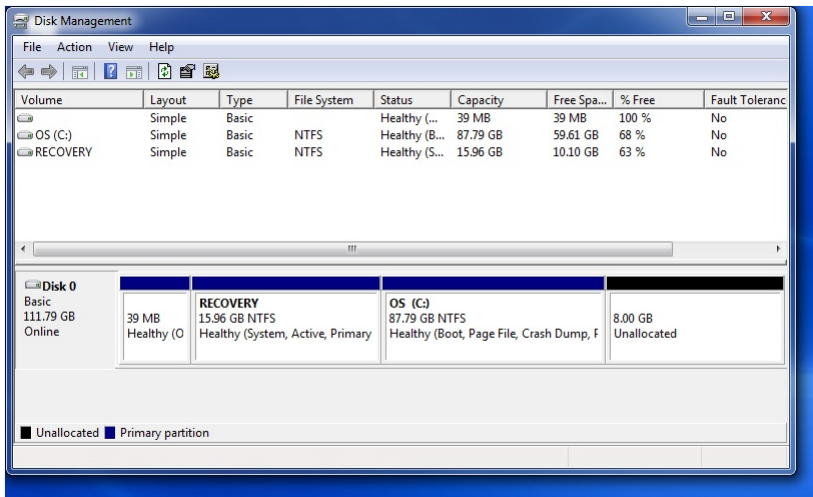 Disk Management
File Action View Help
Volume Layout Type File System Status Capacity Free Spa... % Free Fault Toleranc
Simple Basic Healthy (... 39 MB 39 MB 100 % No
OS (C:) Simple Basic NTFS Healthy (B... 87.79 GB 59.61 GB 68 % No
RECOVERY Simple Basic NTFS Healthy (S... 15.96 GB 10.10 GB 63 % No
Disk 0
Basic
111.79 GB
Online
39 MB
Healthy (O
RECOVERY
15.96 GB NTFS
Healthy (System, Active, Primary
OS (C:)
87.79 GB NTFS
Healthy (Boot, Page File, Crash Dump, F
8.00 GB
Unallocated
Unallocated Primary partition